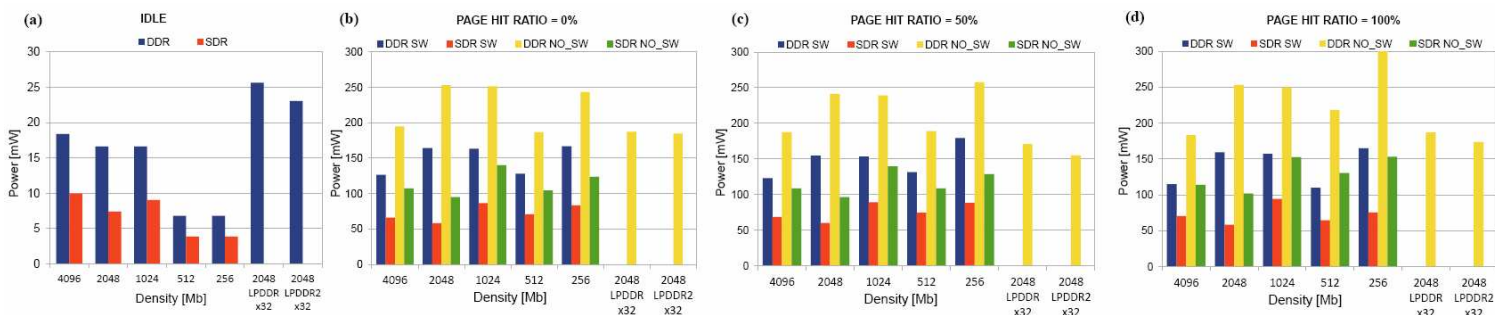 (a)
IDLE
DDR SDR
Power [mW]
30
25
20
15
10
5
0
4096 2048 1024 512 256 2048 2048
LPDDR LPDDR2
x32 x32
Density [Mb]
(b)
PAGE HIT RATIO = 0%
DDR SW SDR SW DDR NO_SW SDR NO_SW
Power [mW]
300
250
200
150
100
50
0
4096 2048 1024 512 256 2048 2048
LPDDR LPDDR2
x32 x32
Density [Mb]
(c)
PAGE HIT RATIO = 50%
DDR SW SDR SW DDR NO_SW SDR NO_SW
Power [mW]
300
250
200
150
100
50
0
4096 2048 1024 512 256 2048 2048
LPDDR LPDDR2
x32 x32
Density [Mb]
(d)
PAGE HIT RATIO = 100%
DDR SW SDR SW DDR NO_SW SDR NO_SW
Power [mW]
300
250
200
150
100
50
0
4096 2048 1024 512 256 2048 2048
LPDDR LPDDR2
x32 x32
Density [Mb]